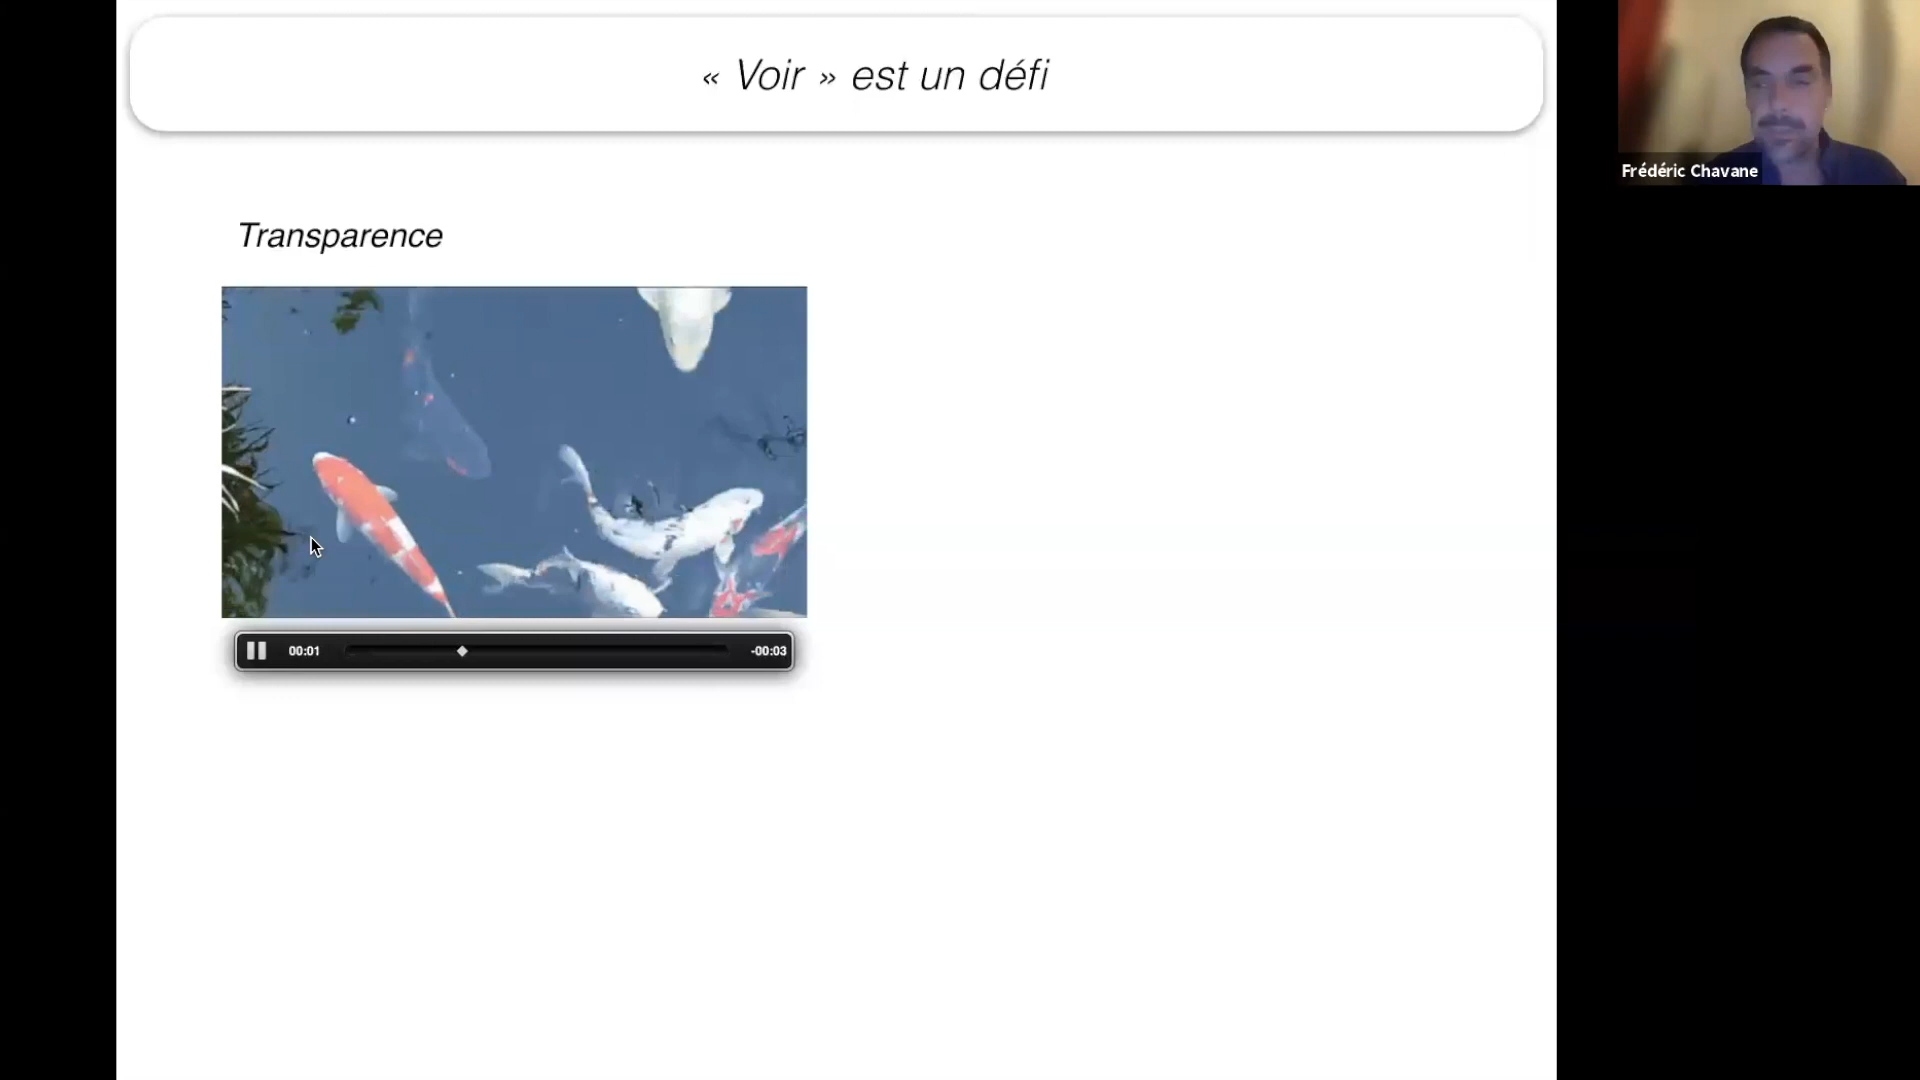 « Voir » est un défi
Frédéric Chavane
Transparence
00:01
-00:03